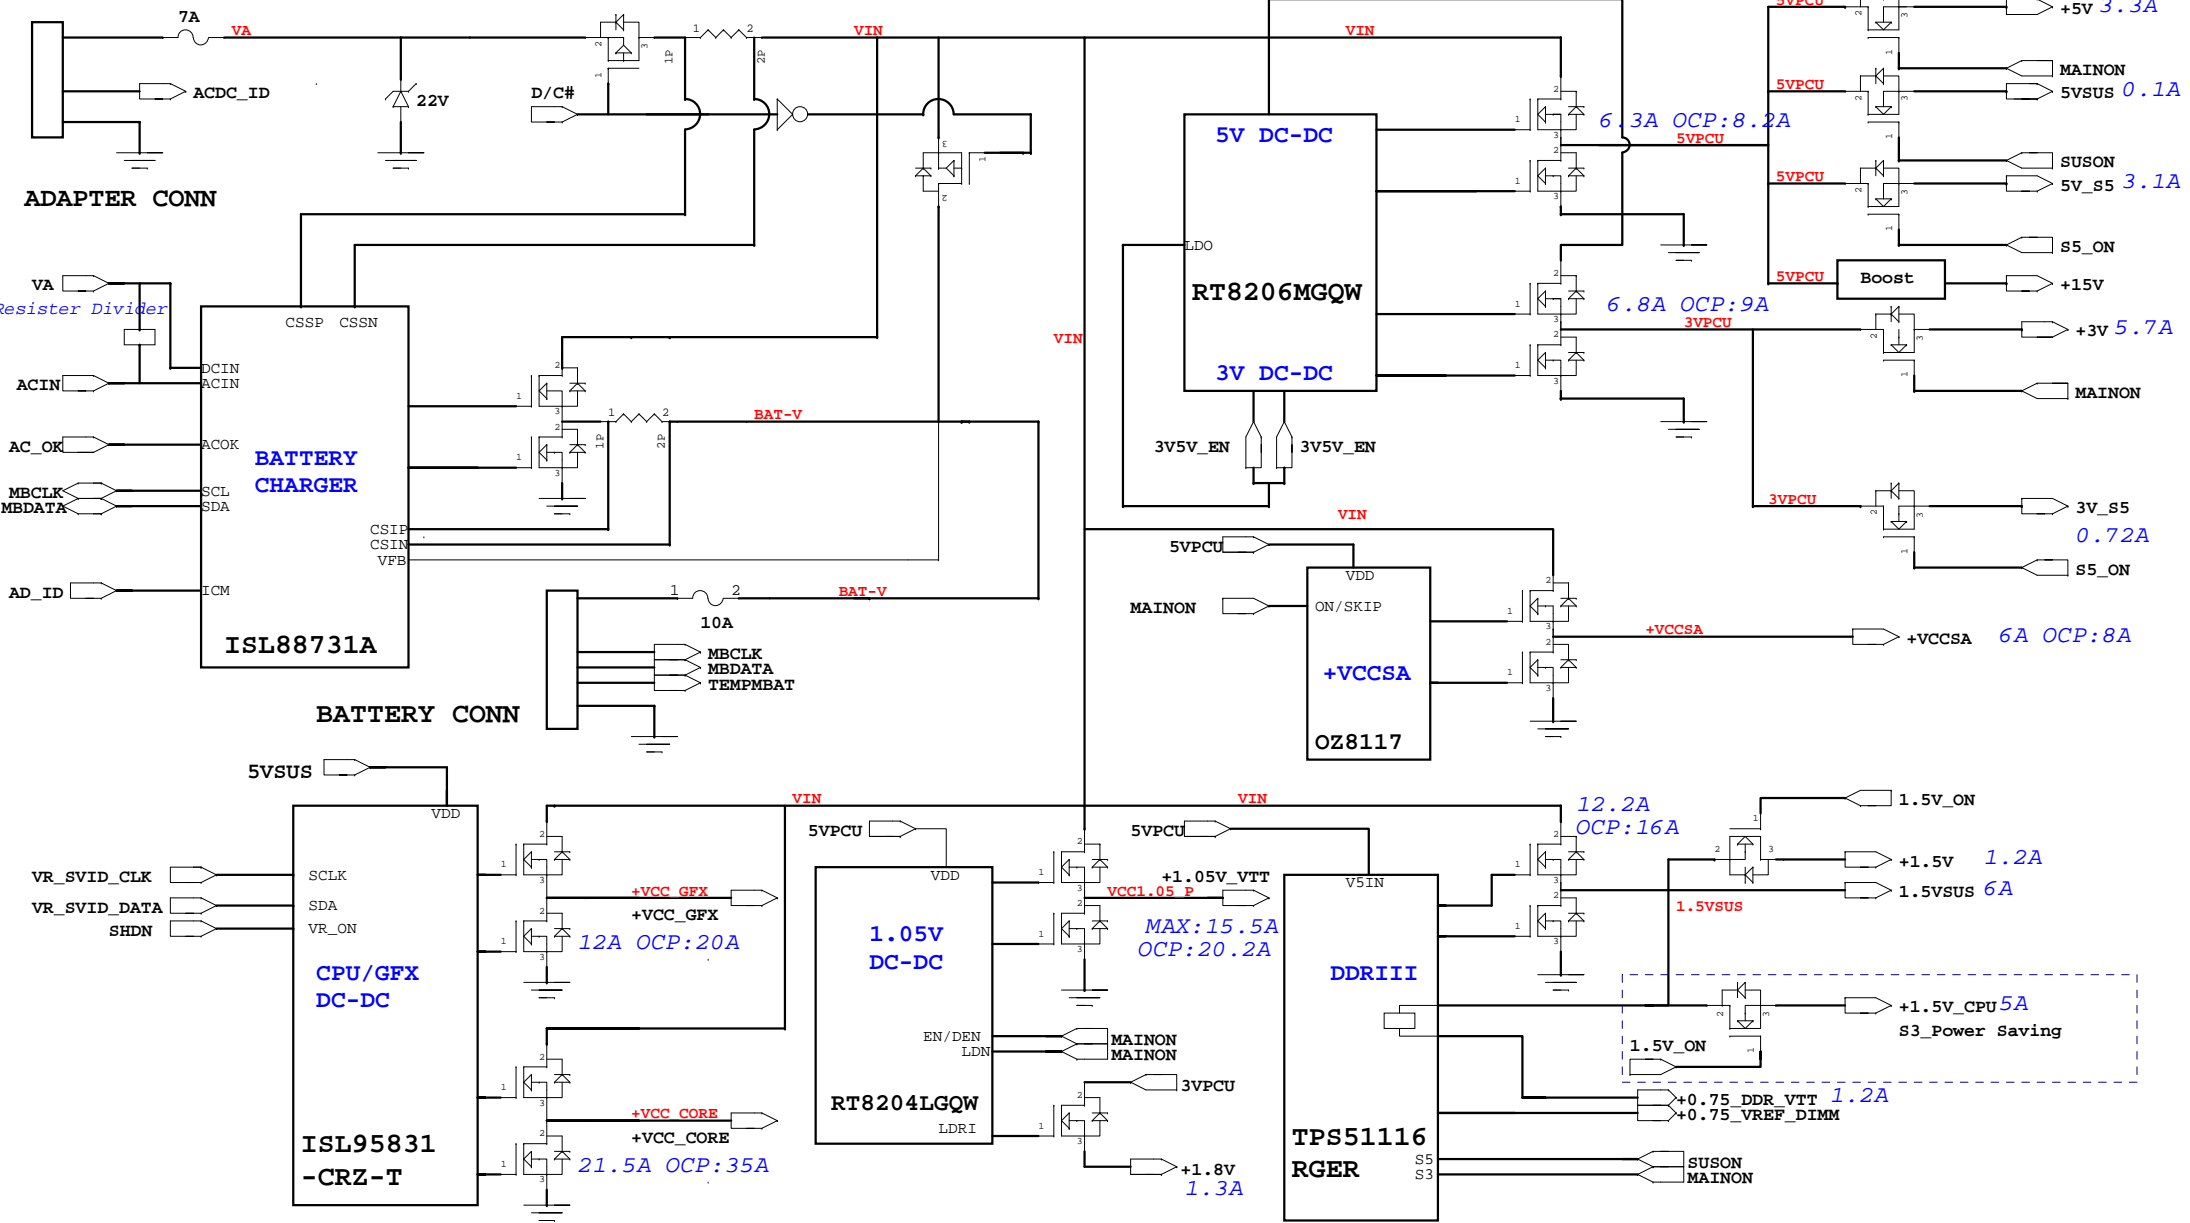 7A
VA
ACDC_ID
22V
ADAPTER CONN
D/C#
1P
2P
VIN
VIN
5V DC-DC
LDO
RT8206MGQW
3V DC-DC
3V5V_EN
3V5V_EN
6.3A OCP:8.2A
5VPCU
6.8A OCP:9A
3VPCU
5VPCU
+5V 3.3A
MAINON
5VPCU
5VSUS 0.1A
SUSON
5VPCU
5V_S5 3.1A
S5_ON
5VPCU
Boost
+15V
+3V 5.7A
MAINON
3VPCU
3V_S5
0.72A
S5_ON
VA
Resister Divider
ACIN
AC_OK
MBCLK
MBDATA
AD_ID
CSSP CSSN
DCIN
ACIN
ACOK
SCL
SDA
ICM
BATTERY
CHARGER
CSIP
CSIN
VFB
ISL88731A
1P
2P
BAT-V
VIN
BAT-V
10A
MBCLK
MBDATA
TEMPMBAT
BATTERY CONN
VIN
5VPCU
VDD
MAINON
ON/SKIP
+VCCSA
OZ8117
+VCCSA
+VCCSA 6A OCP:8A
5VSUS
VDD
VR_SVID_CLK
VR_SVID_DATA
SHDN
SCLK
SDA
VR_ON
CPU/GFX
DC-DC
ISL95831
-CRZ-T
VIN
+VCC_GFX
+VCC_GFX
12A OCP:20A
+VCC_CORE
+VCC_CORE
21.5A OCP:35A
5VPCU
VDD
1.05V
DC-DC
EN/DEN
LDN
RT8204LGQW
LDRI
+1.05V_VTT
VCC1.05_P
MAX:15.5A
OCP:20.2A
MAINON
MAINON
3VPCU
+1.8V
1.3A
VIN
5VPCU
V5IN
DDRIII
TPS51116
RGER
S5
S3
12.2A
OCP:16A
1.5V_ON
+1.5V 1.2A
1.5VSUS 6A
1.5VSUS
+1.5V_CPU 5A
S3_Power Saving
1.5V_ON
+0.75_DDR_VTT 1.2A
+0.75_VREF_DIMM
SUSON
MAINON